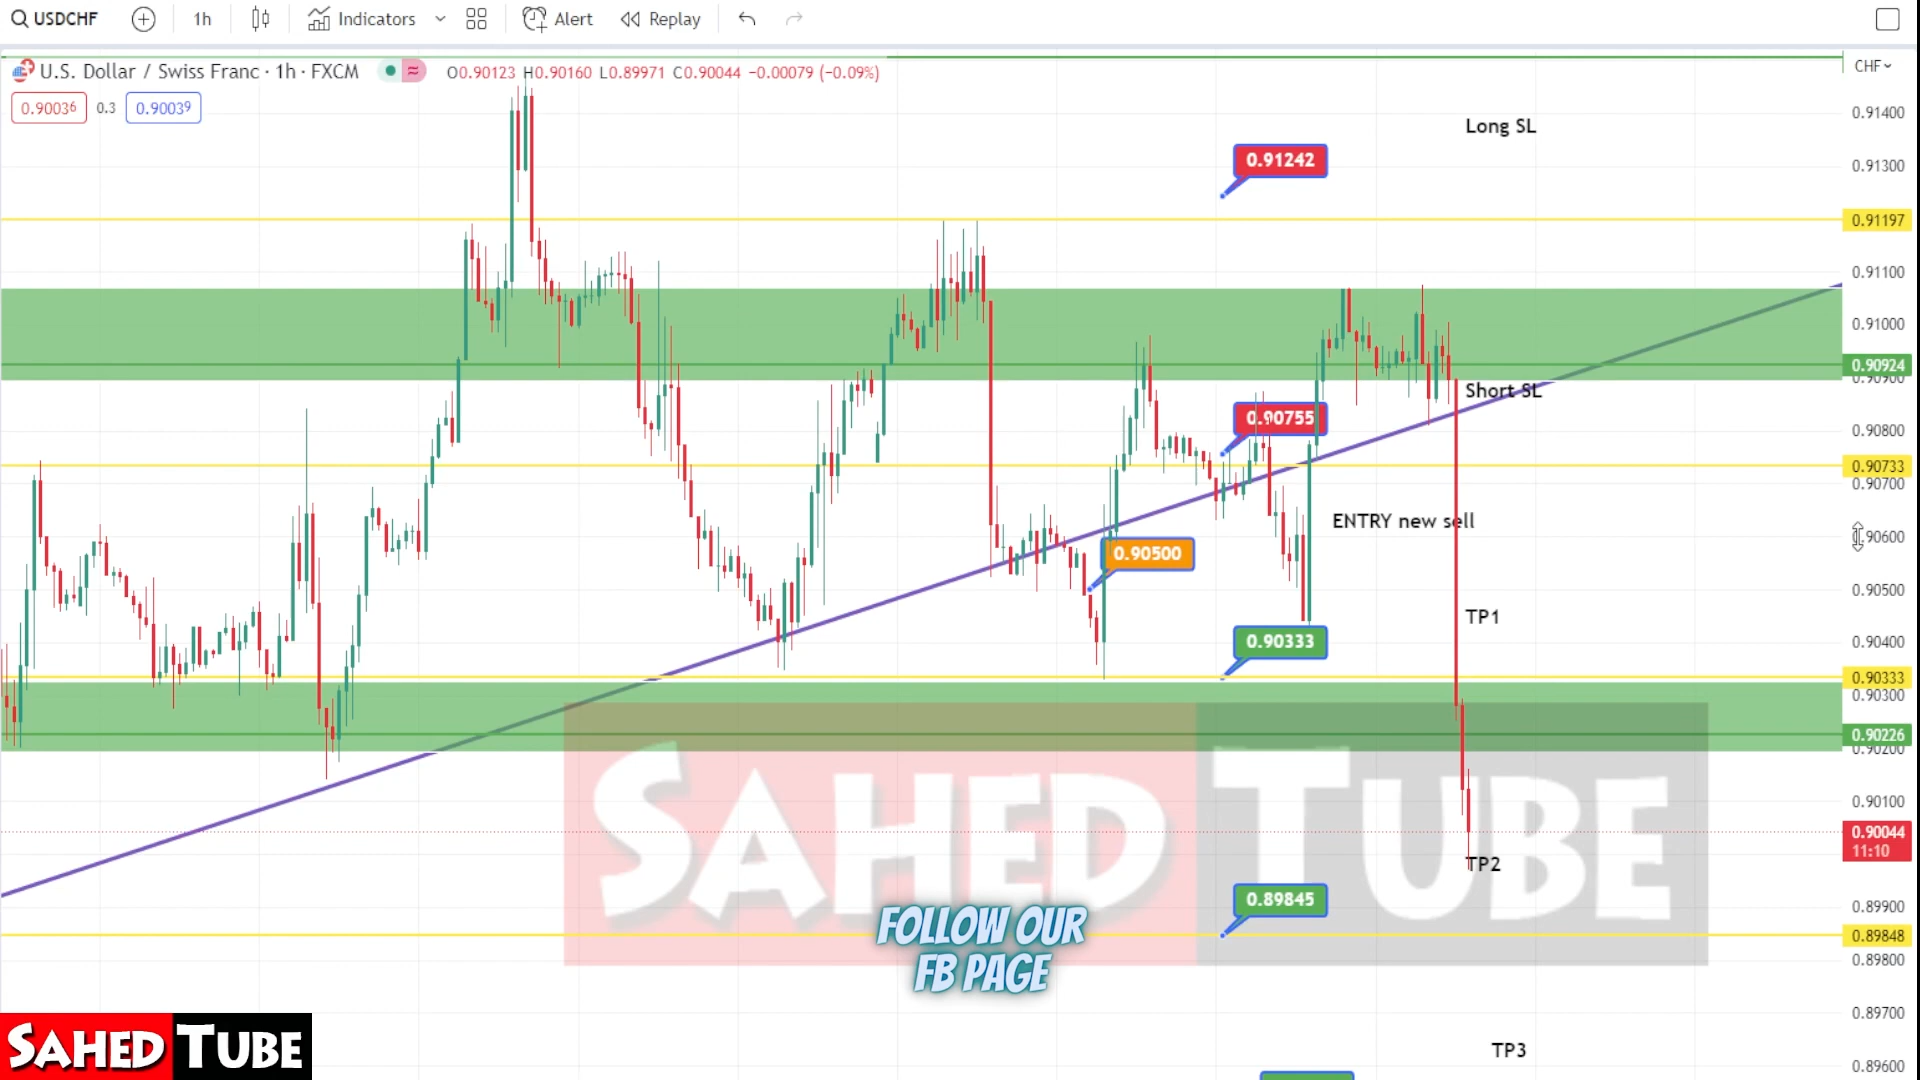 USDCHF 1h Indicators Alert Replay
U.S. Dollar / Swiss Franc · 1h · FXCM O0.90123 H0.90160 L0.89971 C0.90044 −0.00079 (−0.09%)
CHF
0.90036 0.3 0.90039
0.91400
Long SL
0.91242
0.91300
0.91197
0.91100
0.91000
0.90924
0.90900
Short SL
0.90755
0.90800
0.90733
0.90700
ENTRY new sell
0.90600
0.90500
0.90500
TP1
0.90333
0.90400
0.90333
0.90300
0.90226
0.90200
SAHED TUBE
0.90100
0.90044
11:10
TP2
0.89845
0.89900
FOLLOW OUR
FB PAGE
0.89848
0.89800
0.89700
SAHED TUBE
TP3
0.89600